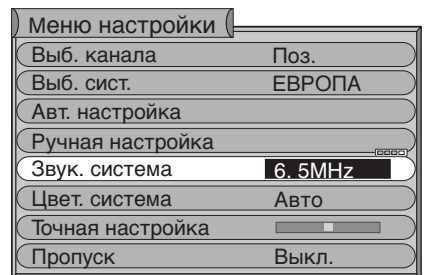 Меню настройки
Выб. канала Поз.
Выб. сист. ЕВРОПА
Авт. настройка
Ручная настройка
Звук. система 6. 5MHz
Цвет. система Авто
Точная настройка
Пропуск Выкл.